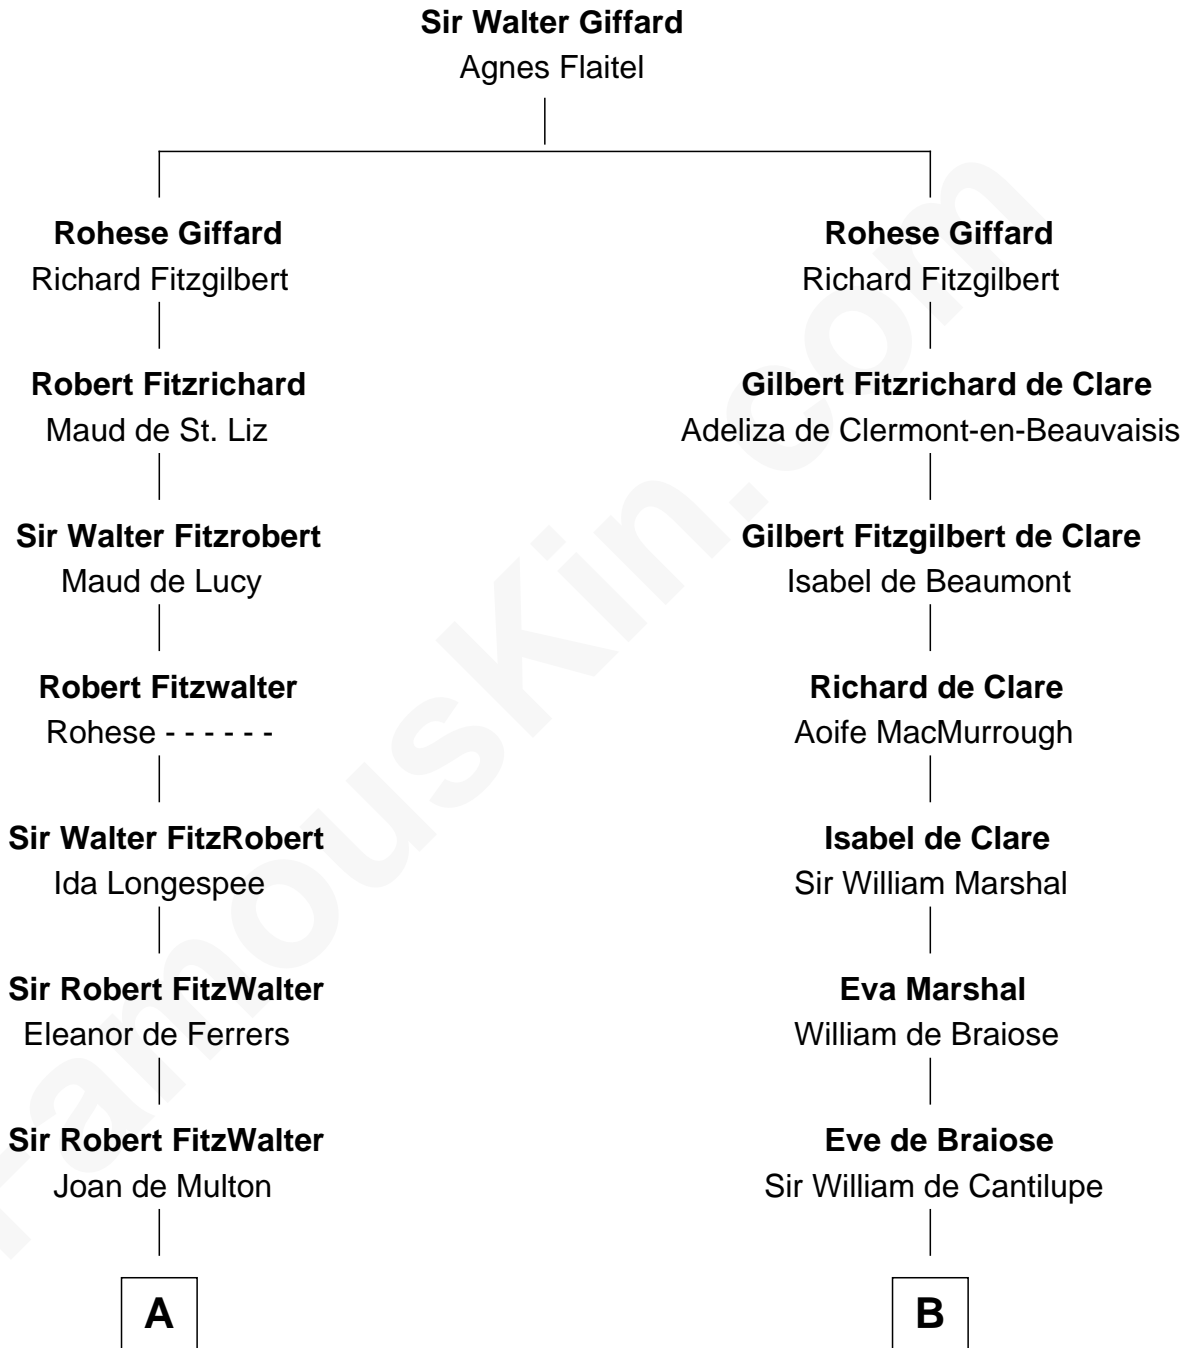 Sir Walter Giffard
Agnes Flaitel
Rohese Giffard
Richard Fitzgilbert
Robert Fitzrichard
Maud de St. Liz
Sir Walter Fitzrobert
Maud de Lucy
Robert Fitzwalter
Rohese - - - - - -
Sir Walter FitzRobert
Ida Longespee
Sir Robert FitzWalter
Eleanor de Ferrers
Sir Robert FitzWalter
Joan de Multon
A
Rohese Giffard
Richard Fitzgilbert
Gilbert Fitzrichard de Clare
Adeliza de Clermont-en-Beauvaisis
Gilbert Fitzgilbert de Clare
Isabel de Beaumont
Richard de Clare
Aoife MacMurrough
Isabel de Clare
Sir William Marshal
Eva Marshal
William de Braiose
Eve de Braiose
Sir William de Cantilupe
B
FamousKin.com